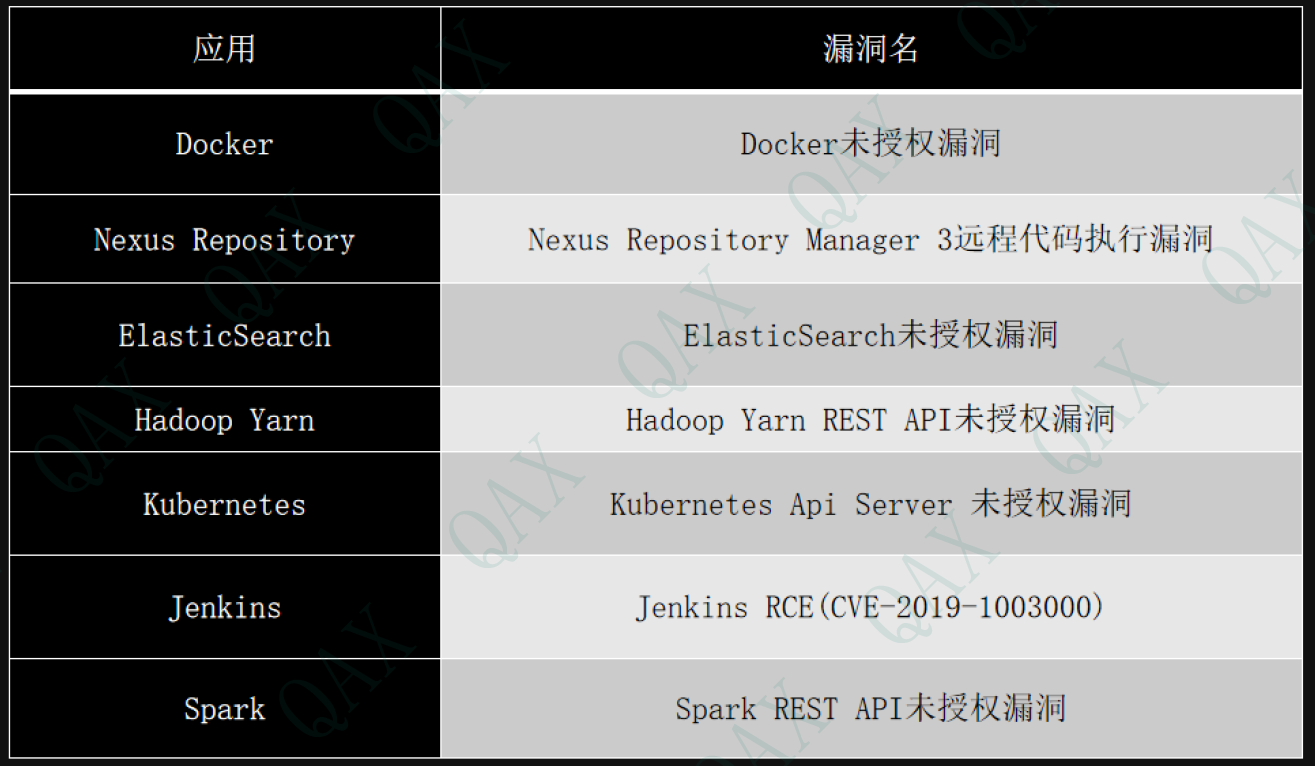 应用 漏洞名
Docker Docker未授权漏洞
Nexus Repository Nexus Repository Manager 3远程代码执行漏洞
ElasticSearch ElasticSearch未授权漏洞
Hadoop Yarn Hadoop Yarn REST API未授权漏洞
Kubernetes Kubernetes Api Server 未授权漏洞
Jenkins Jenkins RCE(CVE-2019-1003000)
Spark Spark REST API未授权漏洞
QAX
QAX
QAX
QAX
QAX
QAX
QAX
QAX
QAX
QAX
QAX
QAX